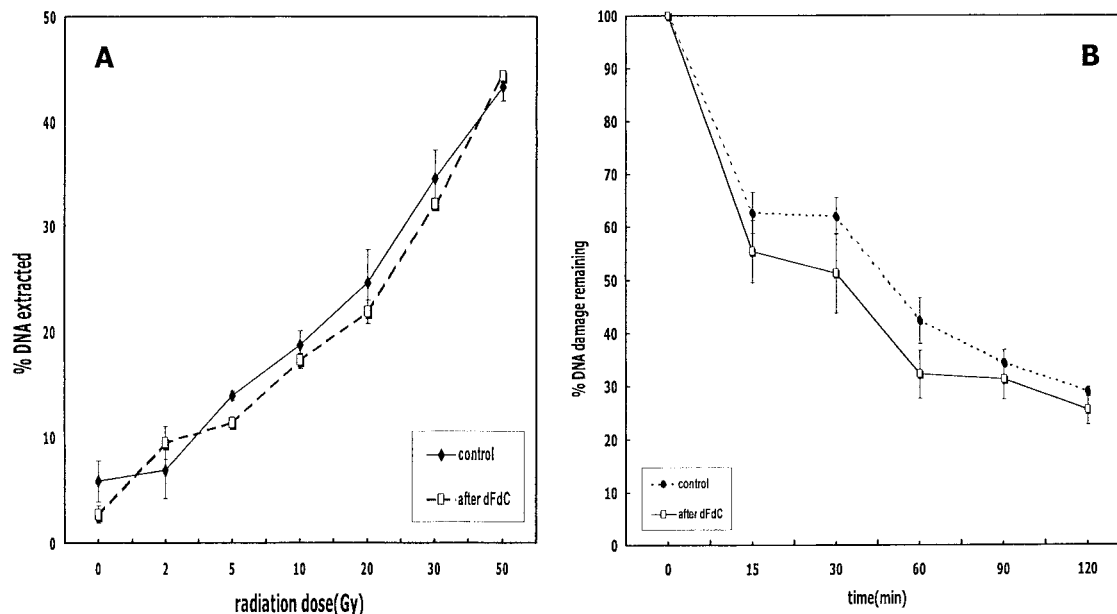 A
% DNA extracted
50
40
30
20
10
0
0 2 5 10 20 30 50
radiation dose(Gy)
control
after dFdC
B
% DNA damage remaining
100
90
80
70
60
50
40
30
20
10
0
0 15 30 60 90 120
time(min)
control
after dFdC